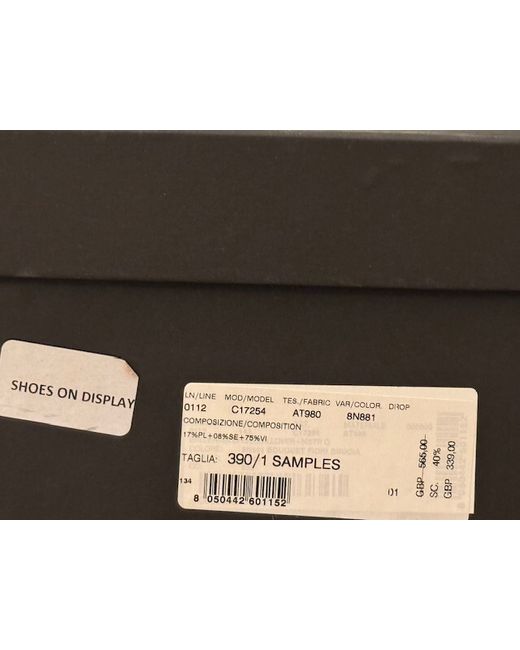 SHOES ON DISPLAY
LN/LINE MOD/MODEL TES./FABRIC VAR/COLOR DROP
0112 C17254 AT980 8N881
COMPOSIZIONE/COMPOSITION
17%PL+08%SE+75%VI
TAGLIA: 390/1 SAMPLES
134
8 050442 601152
01
GBP 565,00
SC. 40%
GBP 339,00